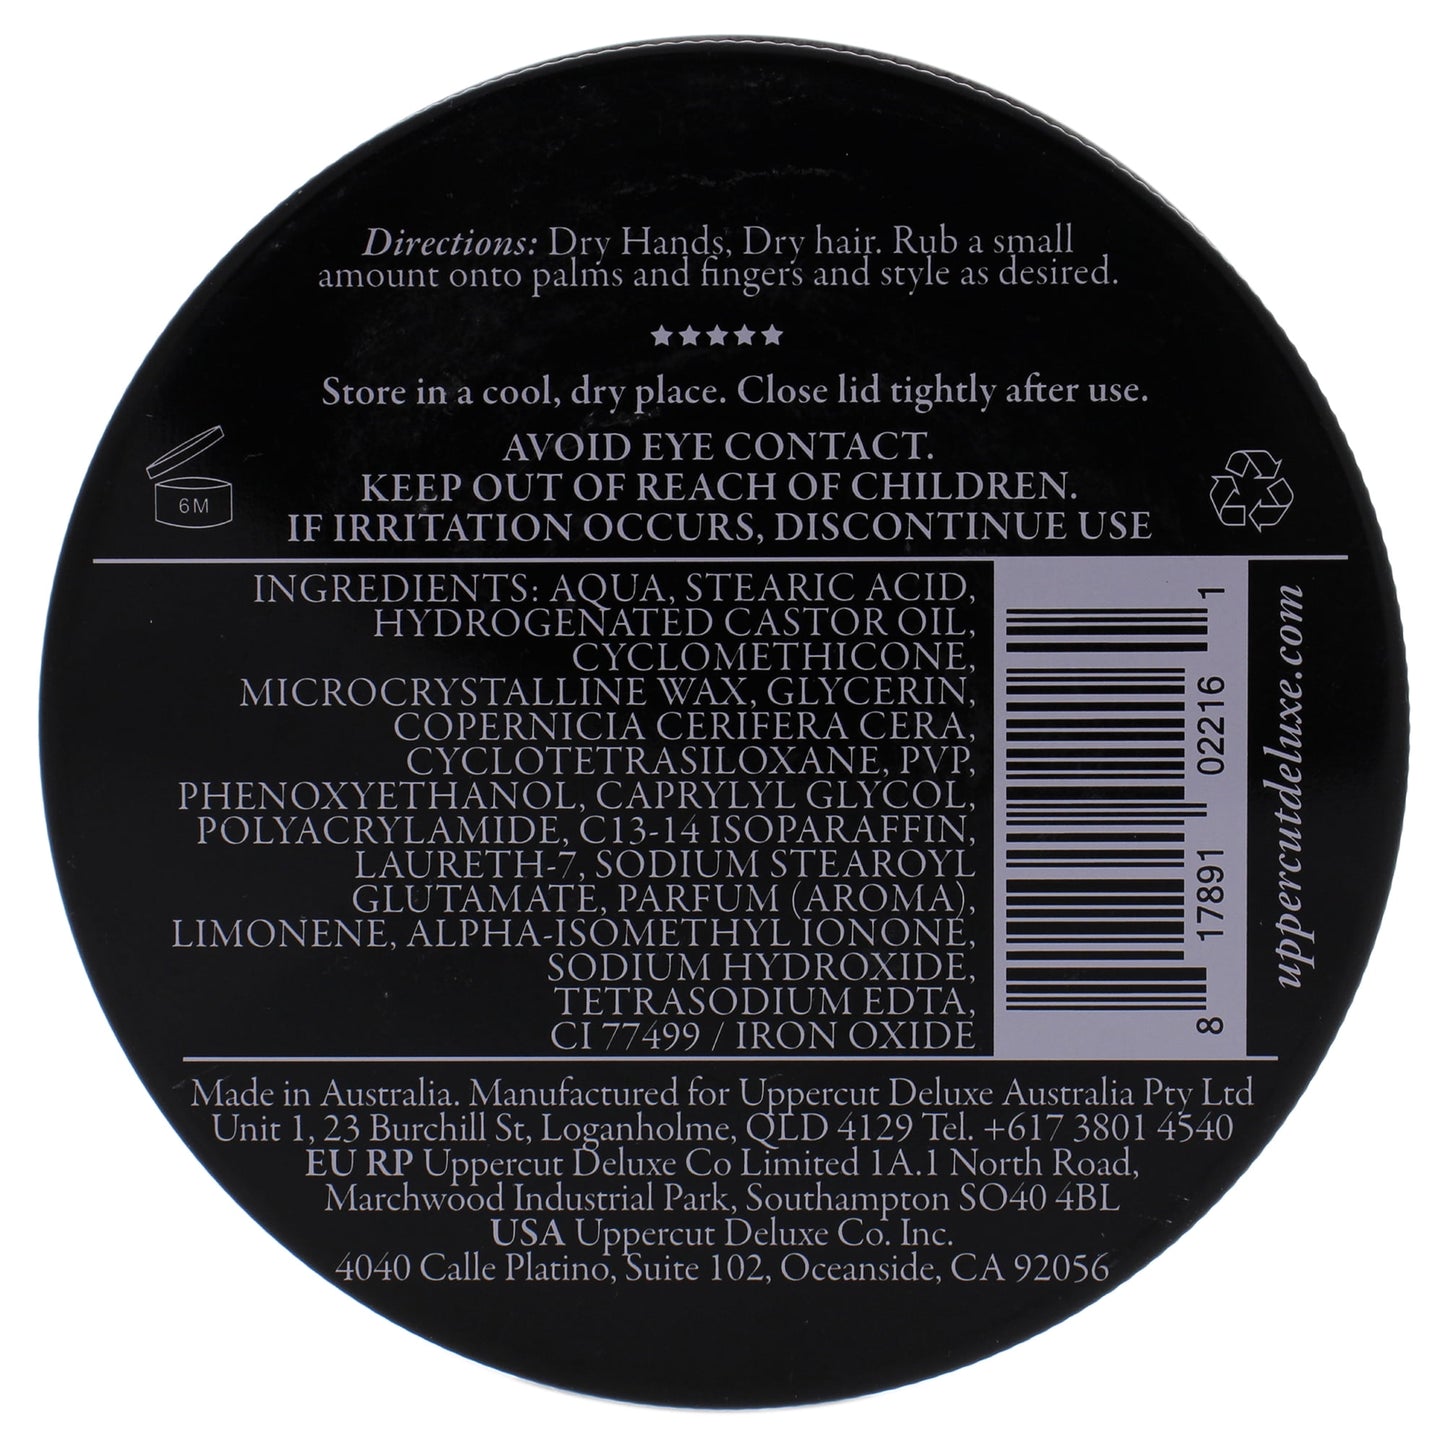 Directions: Dry Hands, Dry hair. Rub a small
amount onto palms and fingers and style as desired.
Store in a cool, dry place. Close lid tightly after use.
AVOID EYE CONTACT.
KEEP OUT OF REACH OF CHILDREN.
IF IRRITATION OCCURS, DISCONTINUE USE
6M
INGREDIENTS: AQUA, STEARIC ACID,
HYDROGENATED CASTOR OIL,
CYCLOMETHICONE,
MICROCRYSTALLINE WAX, GLYCERIN,
COPERNICIA CERIFERA CERA,
CYCLOTETRASILOXANE, PVP,
PHENOXYETHANOL, CAPRYLYL GLYCOL,
POLYACRYLAMIDE, C13-14 ISOPARAFFIN,
LAURETH-7, SODIUM STEAROYL
GLUTAMATE, PARFUM (AROMA),
LIMONENE, ALPHA-ISOMETHYL IONONE,
SODIUM HYDROXIDE,
TETRASODIUM EDTA,
CI 77499 / IRON OXIDE
8 17891 02216 1
uppercutdeluxe.com
Made in Australia. Manufactured for Uppercut Deluxe Australia Pty Ltd
Unit 1, 23 Burchill St, Loganholme, QLD 4129 Tel. +617 3801 4540
EU RP Uppercut Deluxe Co Limited 1A.1 North Road,
Marchwood Industrial Park, Southampton SO40 4BL
USA Uppercut Deluxe Co. Inc.
4040 Calle Platino, Suite 102, Oceanside, CA 92056